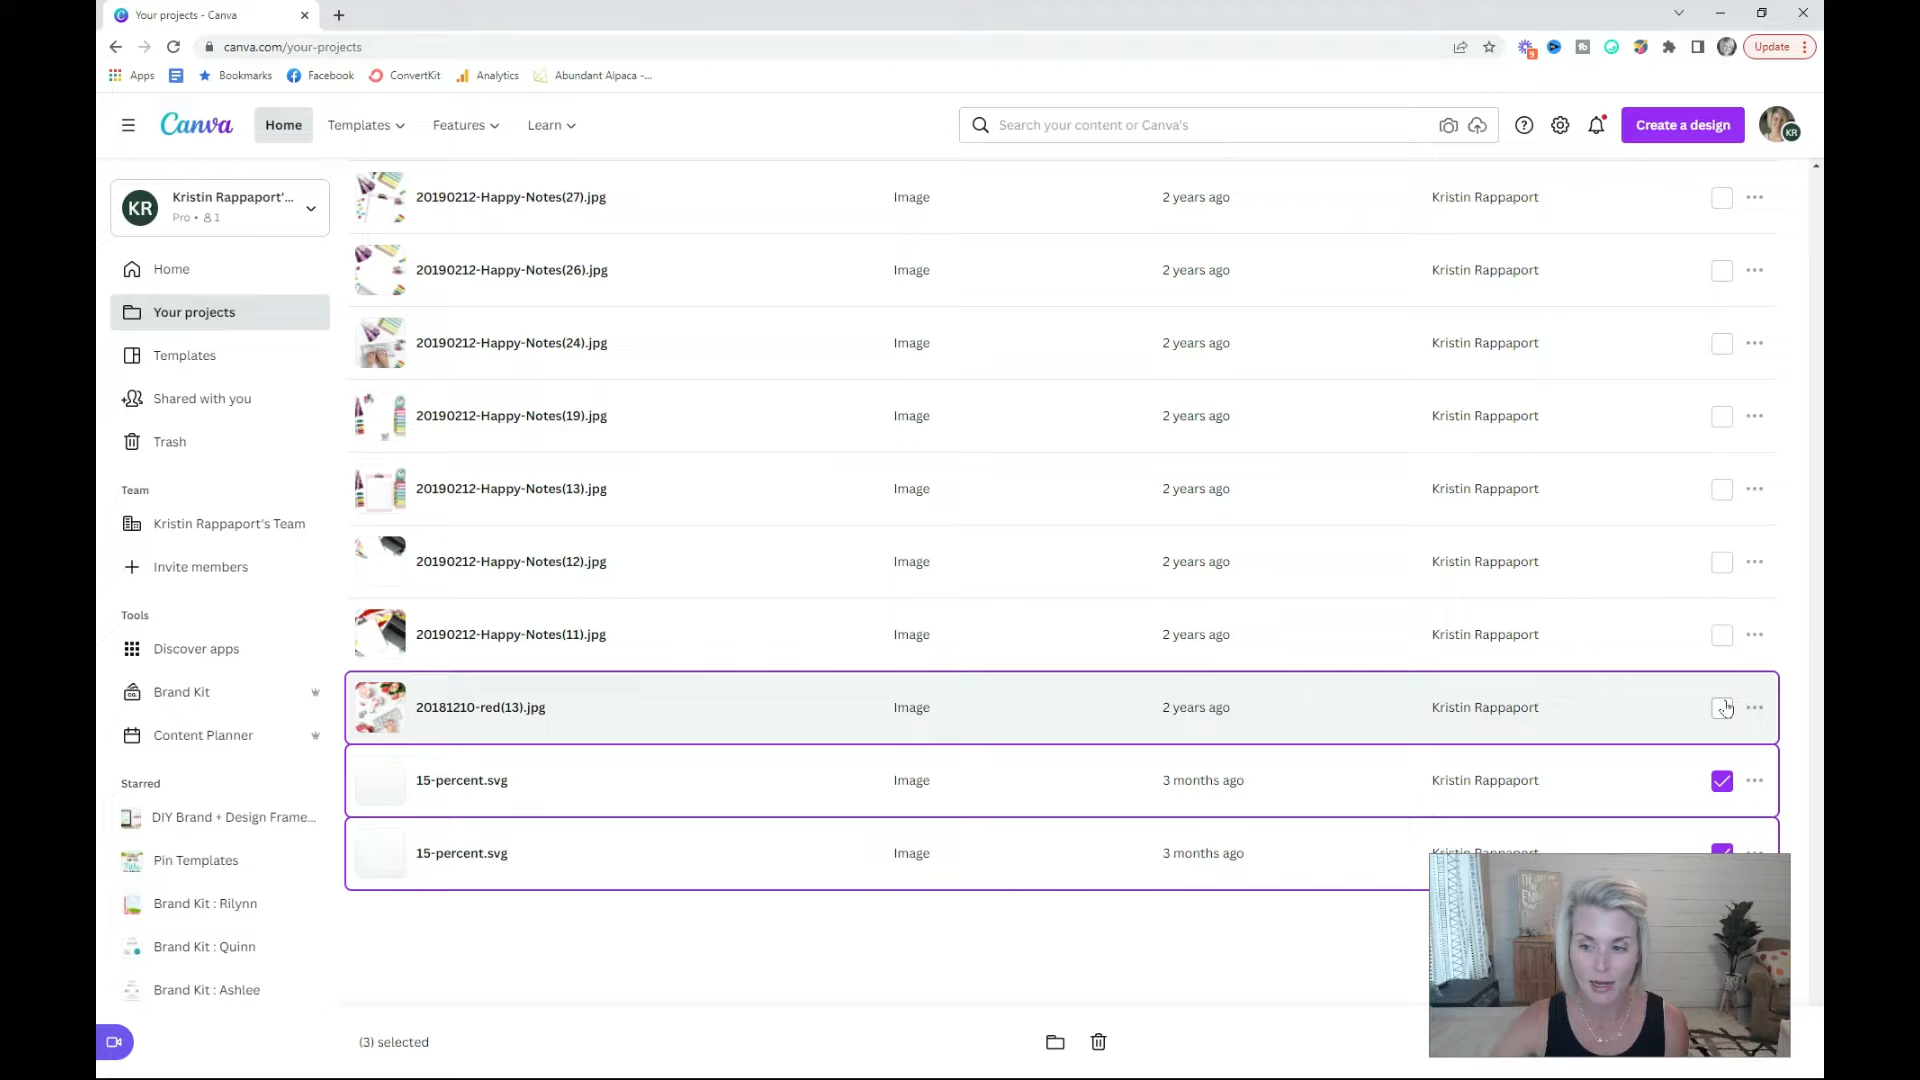 Your projects - Canva
canva.com/your-projects
Update
Apps
Bookmarks
Facebook
ConvertKit
Analytics
Abundant Alpaca -...
9
Canva
Home
Templates
Features
Learn
Search your content or Canva's
Create a design
KR
KR
Kristin Rappaport'...
Pro • 1
Home
Your projects
Templates
Shared with you
Trash
Team
Kristin Rappaport's Team
Invite members
Tools
Discover apps
Brand Kit
Content Planner
Starred
DIY Brand + Design Frame...
Pin Templates
Brand Kit : Rilynn
Brand Kit : Quinn
Brand Kit : Ashlee
20190212-Happy-Notes(27).jpg Image 2 years ago Kristin Rappaport
20190212-Happy-Notes(26).jpg Image 2 years ago Kristin Rappaport
20190212-Happy-Notes(24).jpg Image 2 years ago Kristin Rappaport
20190212-Happy-Notes(19).jpg Image 2 years ago Kristin Rappaport
20190212-Happy-Notes(13).jpg Image 2 years ago Kristin Rappaport
20190212-Happy-Notes(12).jpg Image 2 years ago Kristin Rappaport
20190212-Happy-Notes(11).jpg Image 2 years ago Kristin Rappaport
20181210-red(13).jpg Image 2 years ago Kristin Rappaport
15-percent.svg Image 3 months ago Kristin Rappaport
15-percent.svg Image 3 months ago Kristin Rappaport
(3) selected